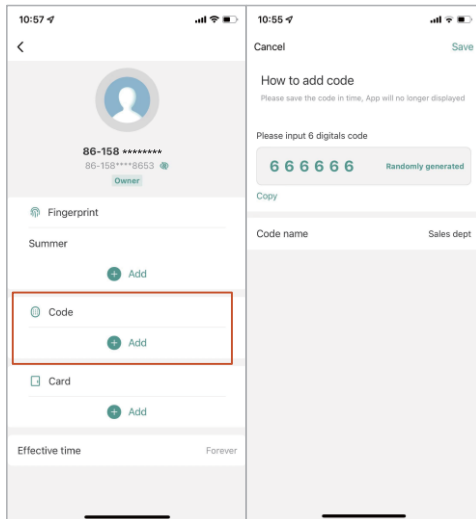 10:57
86-158 ********
86-158****8653
Owner
Fingerprint
Summer
Add
Code
Add
Card
Add
Effective time Forever
10:55
Cancel Save
How to add code
Please save the code in time, App will no longer displayed
Please input 6 digitals code
666666 Randomly generated
Copy
Code name Sales dept